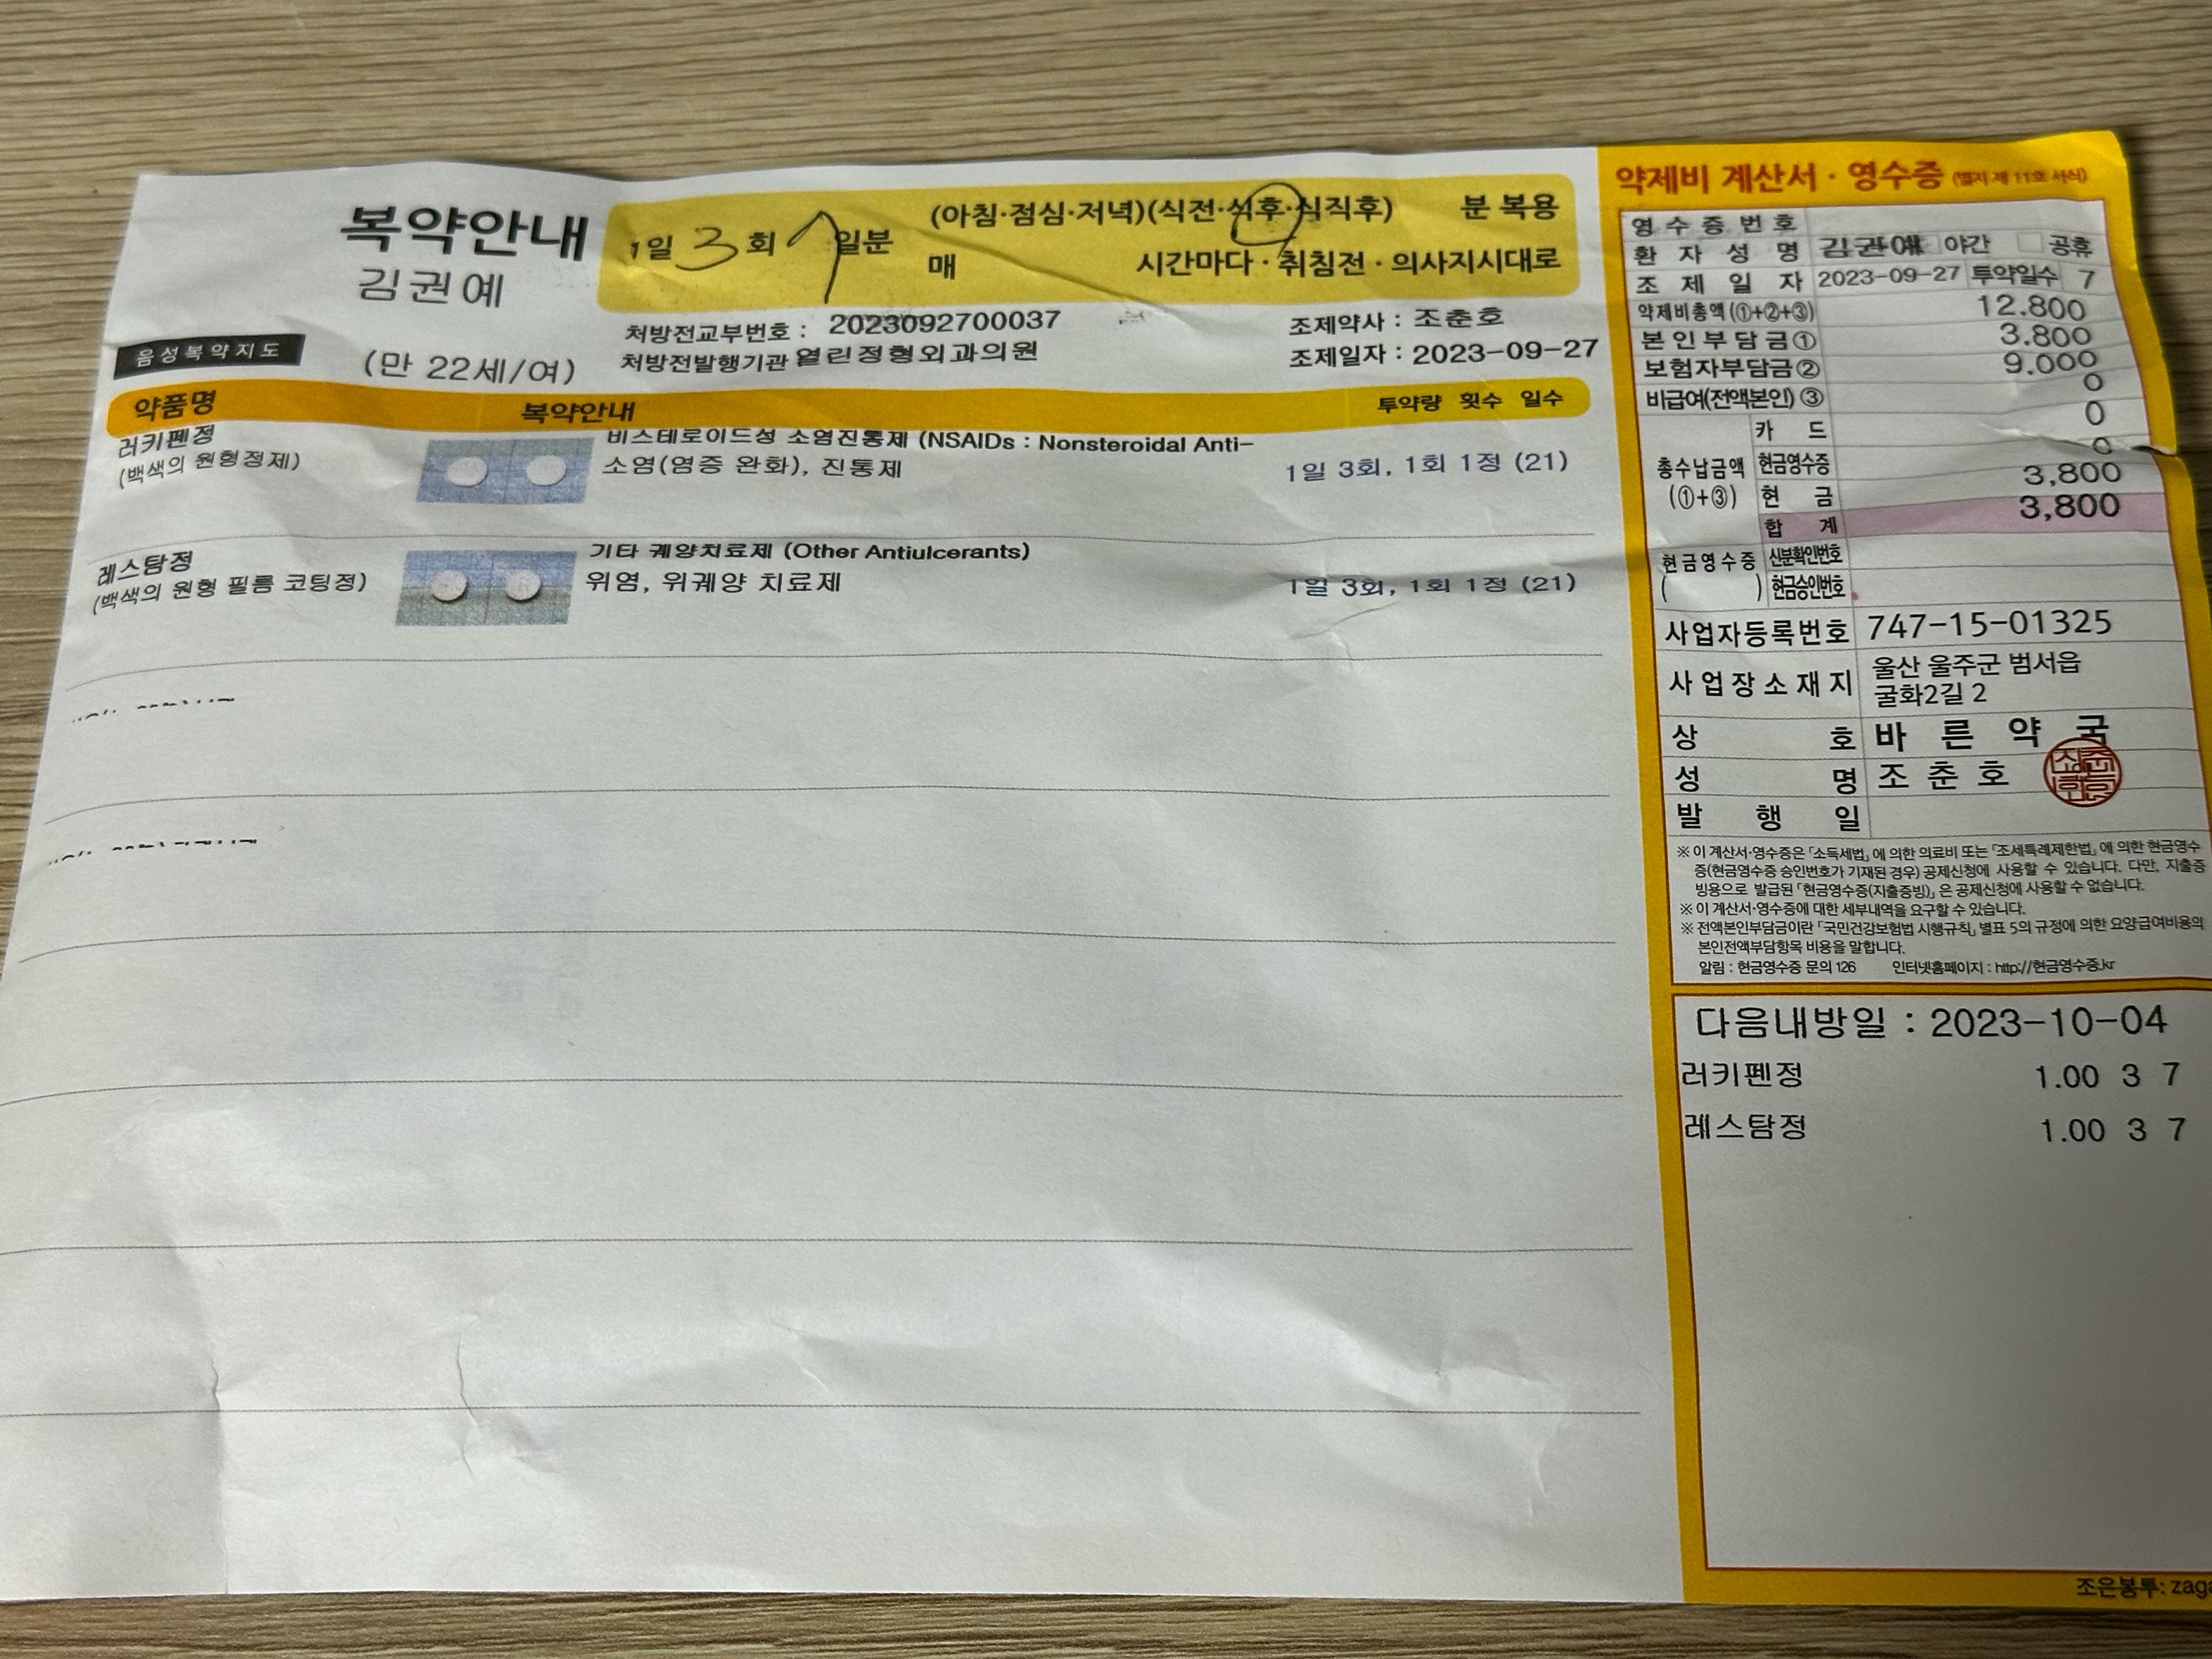 복약안내
김권예
음성복약지도
(만 22세/여)
1일 3 회 7 일분
(아침·점심·저녁)(식전·식후·식직후) 분 복용
매 시간마다·취침전·의사지시대로
처방전교부번호 : 2023092700037
처방전발행기관 열린정형외과의원
조제약사 : 조춘호
조제일자 : 2023-09-27
약품명 복약안내 투약량 횟수 일수
러키펜정
(백색의 원형정제)
비스테로이드성 소염진통제 (NSAIDs : Nonsteroidal Anti-
소염(염증 완화), 진통제
1일 3회, 1회 1정 (21)
레스탐정
(백색의 원형 필름 코팅정)
기타 궤양치료제 (Other Antiulcerants)
위염, 위궤양 치료제
1일 3회, 1회 1정 (21)
약제비 계산서·영수증 (별지 제 11호 서식)
영수증번호
환자성명 김권예 야간 공휴
조제일자 2023-09-27 투약일수 7
약제비총액(①+②+③) 12.800
본인부담금① 3.800
보험자부담금② 9.000
비급여(전액본인)③ 0
총수납금액
(①+③)
카드 0
현금영수증 0
현금 3,800
합계 3,800
현금영수증
( )
신분확인번호
현금승인번호
사업자등록번호 747-15-01325
사업장소재지 울산 울주군 범서읍
굴화2길 2
상호 바른약국
성명 조춘호
발행일
※ 이 계산서·영수증은 「소득세법」에 의한 의료비 또는 「조세특례제한법」에 의한 현금영수
증(현금영수증 승인번호가 기재된 경우) 공제신청에 사용할 수 있습니다. 다만, 지출증
빙용으로 발급된 「현금영수증(지출증빙)」은 공제신청에 사용할 수 없습니다.
※ 이 계산서·영수증에 대한 세부내역을 요구할 수 있습니다.
※ 전액본인부담금이란 「국민건강보험법 시행규칙」 별표 5의 규정에 의한 요양급여비용의
본인전액부담항목 비용을 말합니다.
알림 : 현금영수증 문의 126 인터넷홈페이지 : http://현금영수증.kr
다음내방일 : 2023-10-04
러키펜정 1.00 3 7
레스탐정 1.00 3 7
조은봉투: zaga